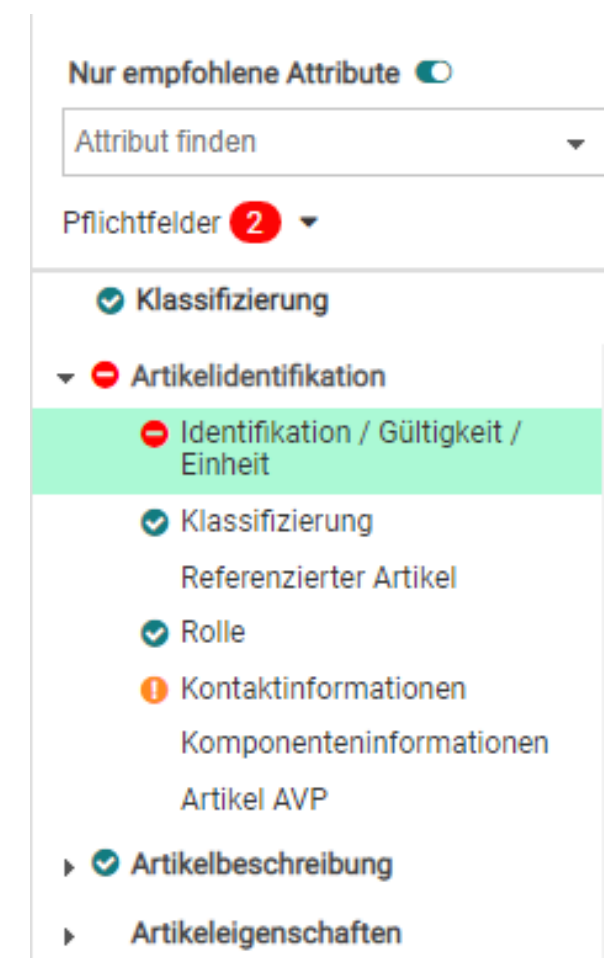 Nur empfohlene Attribute
Attribut finden
Pflichtfelder 2
Klassifizierung
Artikelidentifikation
Identifikation / Gültigkeit /
Einheit
Klassifizierung
Referenzierter Artikel
Rolle
Kontaktinformationen
Komponenteninformationen
Artikel AVP
Artikelbeschreibung
Artikeleigenschaften